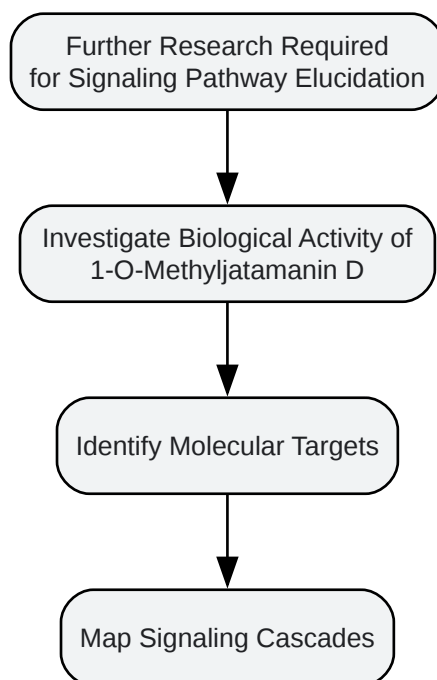 Further Research Required
for Signaling Pathway Elucidation
Investigate Biological Activity of
1-O-Methyljatamanin D
Identify Molecular Targets
Map Signaling Cascades